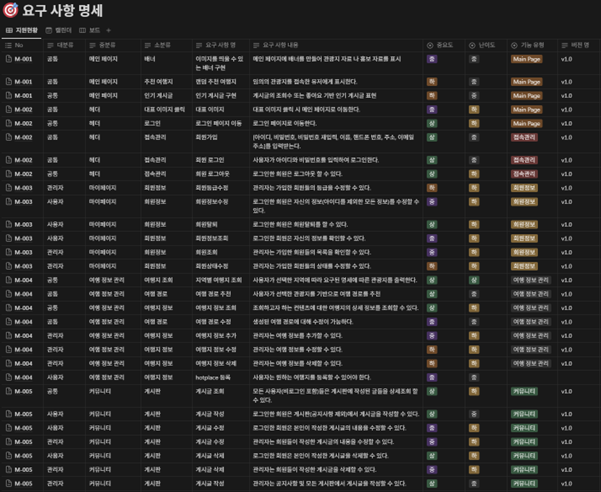 🎯 요구 사항 명세
지원현황 캘린더 보드 +
No 대분류 중분류 소분류 요구 사항 명 요구 사항 내용 중요도 난이도 기능 유형 버젼 명
M-001 공통 메인 페이지 배너 이미지를 띄울 수 있는 배너 구현 메인 페이지에 배너를 만들어 관광지 자료 나 홍보 자료를 표시 중 중 Main Page v1.0
M-001 공통 메인 페이지 추천 여행지 랜덤 추천 여행지 임의의 관광지를 접속한 유저에게 표시한다. 하 중 Main Page v1.0
M-001 공통 메인 페이지 인기 게시글 인기 게시글 구현 게시글의 조회수 또는 좋아요 기반 인기 게시글 표현 하 중 Main Page v1.0
M-002 공통 헤더 대표 이미지 클릭 대표 이미지 대표 이미지 클릭 시 메인 페이지로 이동한다. 상 하 Main Page v1.0
M-002 공통 헤더 로그인 로그인 페이지 이동 로그인 페이지로 이동한다. 상 하 Main Page v1.0
M-002 공통 헤더 접속관리 회원가입 [아이디, 비밀번호, 비밀번호 재입력, 이름, 핸드폰 번호, 주소, 이메일 주소]를 입력받는다. 상 중 접속관리 v1.0
M-002 공통 헤더 접속관리 회원 로그인 사용자가 아이디와 비밀번호를 입력하여 로그인한다. 상 하 접속관리 v1.0
M-002 공통 헤더 접속관리 회원 로그아웃 로그인한 회원은 로그아웃 할 수 있다. 상 하 접속관리 v1.0
M-003 관리자 마이페이지 회원정보 회원등급수정 관리자는 가입한 회원들의 등급을 수정할 수 있다. 하 하 회원정보 v1.0
M-003 사용자 마이페이지 회원정보 회원정보수정 로그인한 회원은 자신의 정보(아이디를 제외한 모든 정보)를 수정할 수 있다. 중 하 회원정보 v1.0
M-003 사용자 마이페이지 회원정보 회원탈퇴 로그인한 회원은 회원탈퇴를 할 수 있다. 상 하 회원정보 v1.0
M-003 사용자 마이페이지 회원정보 회원정보조회 로그인한 회원은 자신의 정보를 확인할 수 있다. 중 하 회원정보 v1.0
M-003 관리자 마이페이지 회원정보 회원조회 관리자는 가입한 회원들의 목록을 확인할 수 있다. 중 하 회원정보 v1.0
M-003 관리자 마이페이지 회원정보 회원상태수정 관리자는 가입한 회원들의 상태를 수정할 수 있다. 하 하 회원정보 v1.0
M-004 공통 여행 정보 관리 여행지 조회 지역별 여행지 조회 사용자가 선택한 지역에 따라 요구된 명세에 따른 관광지를 출력한다. 상 상 여행 정보 관리 v1.0
M-004 공통 여행 정보 관리 여행 경로 여행 경로 추천 사용자가 선택한 관광지를 기반으로 여행 경로를 추천 상 중 여행 정보 관리 v1.0
M-004 공통 여행 정보 관리 여행지 정보 여행지 정보 조회 조회하고자 하는 컨텐츠에 대한 여행지의 상세 정보를 조회할 수 있다. 상 하 여행 정보 관리 v1.0
M-004 공통 여행 정보 관리 여행 경로 여행 경로 수정 생성된 여행 경로에 대해 수정이 가능하다. 중 중 여행 정보 관리 v1.0
M-004 관리자 여행 정보 관리 여행지 정보 여행지 정보 추가 관리자는 여행 정보를 추가할 수 있다. 중 하 여행 정보 관리 v1.0
M-004 관리자 여행 정보 관리 여행지 정보 여행지 정보 수정 관리자는 여행 정보를 수정할 수 있다. 하 하 여행 정보 관리 v1.0
M-004 관리자 여행 정보 관리 여행지 정보 여행지 정보 삭제 관리자는 여행 정보를 삭제할 수 있다. 하 하 여행 정보 관리 v1.0
M-004 사용자 여행 정보 관리 여행지 정보 hotplace 등록 사용자는 원하는 여행지를 등록할 수 있어야 한다. 중 중
M-005 공통 커뮤니티 게시판 게시글 조회 모든 사용자(비로그인 포함)들은 게시판에 작성된 글들을 상세조회 할 수 있다. 상 하 커뮤니티 v1.0
M-005 사용자 커뮤니티 게시판 게시글 작성 로그인한 회원은 게시판(공지사항 제외)에서 게시글을 작성할 수 있다. 상 중 커뮤니티 v1.0
M-005 사용자 커뮤니티 게시판 게시글 수정 로그인한 회원은 본인이 작성한 게시글의 내용을 수정할 수 있다. 중 하 커뮤니티 v1.0
M-005 관리자 커뮤니티 게시판 게시글 수정 관리자는 회원들이 작성한 게시글의 내용을 수정할 수 있다. 중 하 커뮤니티 v1.0
M-005 사용자 커뮤니티 게시판 게시글 삭제 로그인한 회원은 본인이 작성한 게시글을 삭제할 수 있다. 상 하 커뮤니티 v1.0
M-005 관리자 커뮤니티 게시판 게시글 삭제 관리자는 회원들이 작성한 게시글을 삭제할 수 있다. 중 하 커뮤니티 v1.0
M-005 관리자 커뮤니티 게시판 게시글 작성 관리자는 공지사항 및 모든 게시판에서 게시글을 작성할 수 있다. 상 하 커뮤니티 v1.0